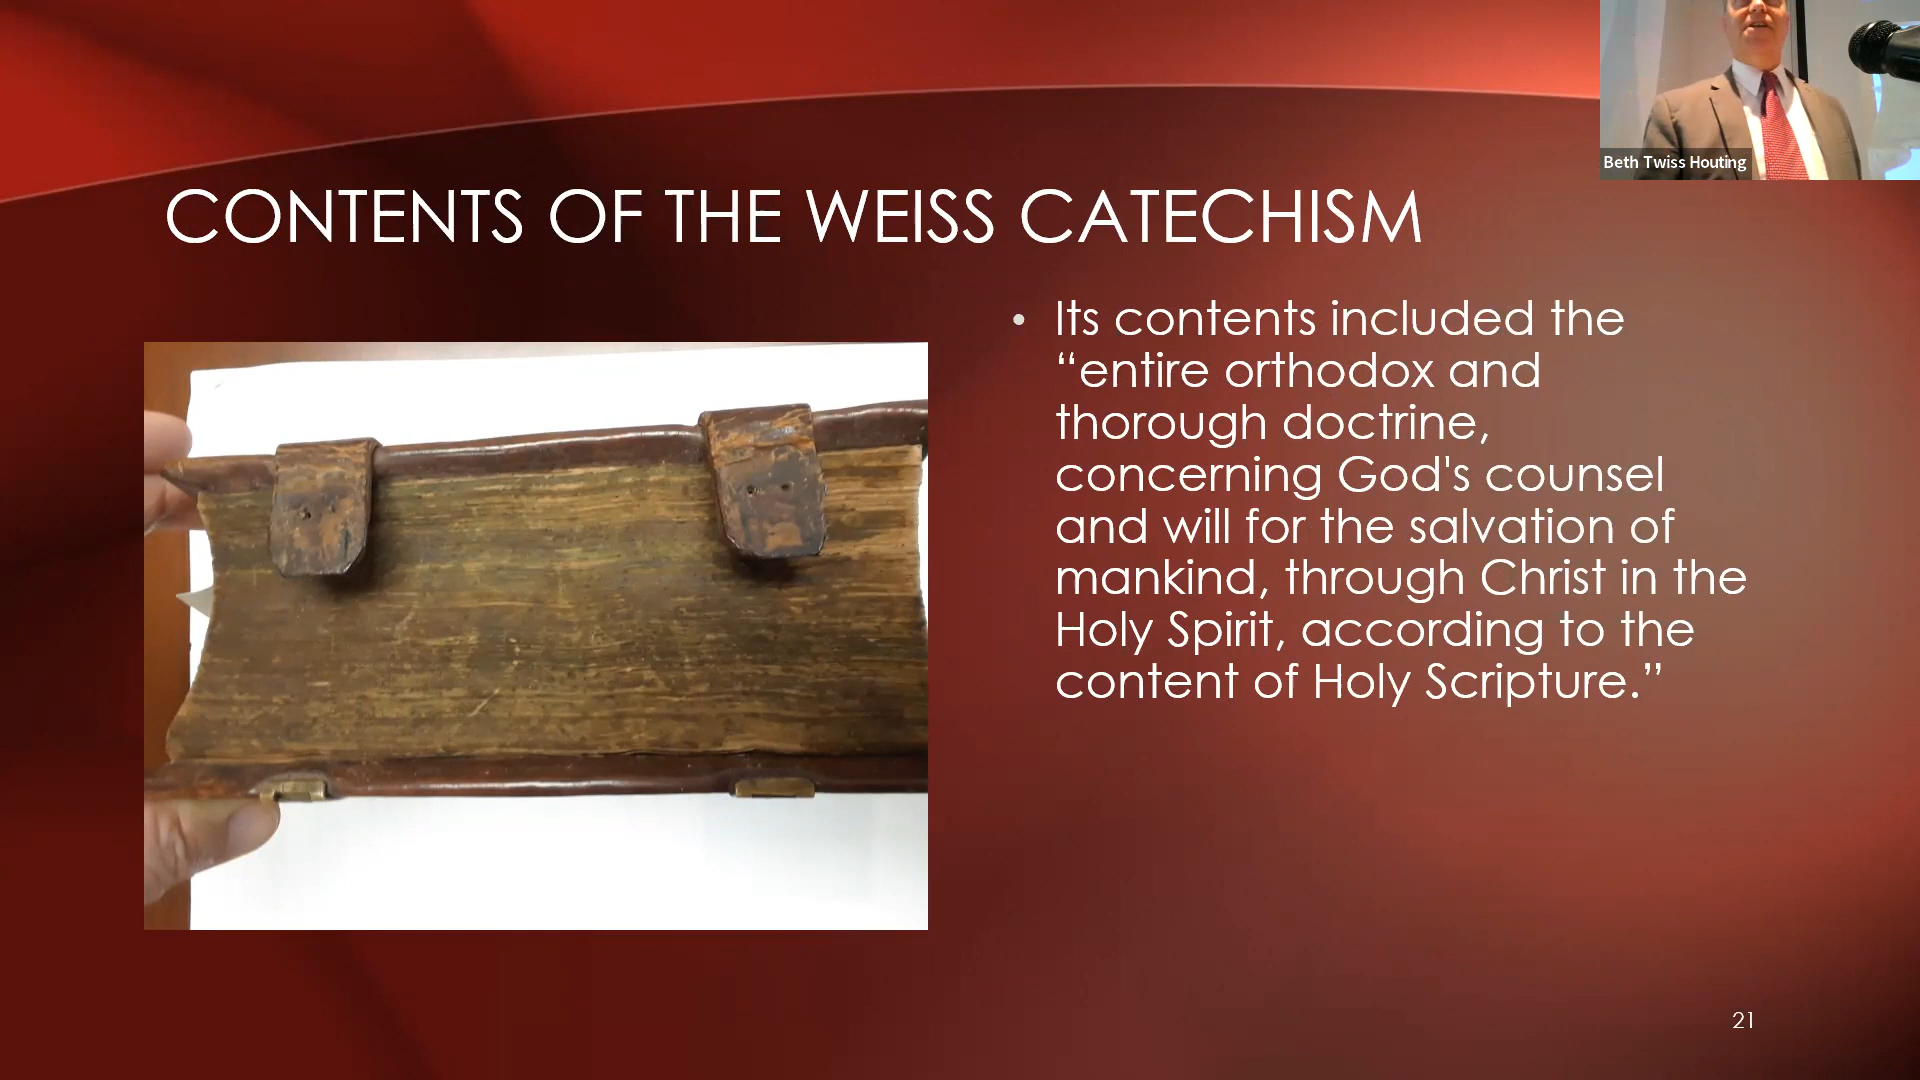 Beth Twiss Houting
CONTENTS OF THE WEISS CATECHISM
• Its contents included the
“entire orthodox and
thorough doctrine,
concerning God's counsel
and will for the salvation of
mankind, through Christ in the
Holy Spirit, according to the
content of Holy Scripture.”
21